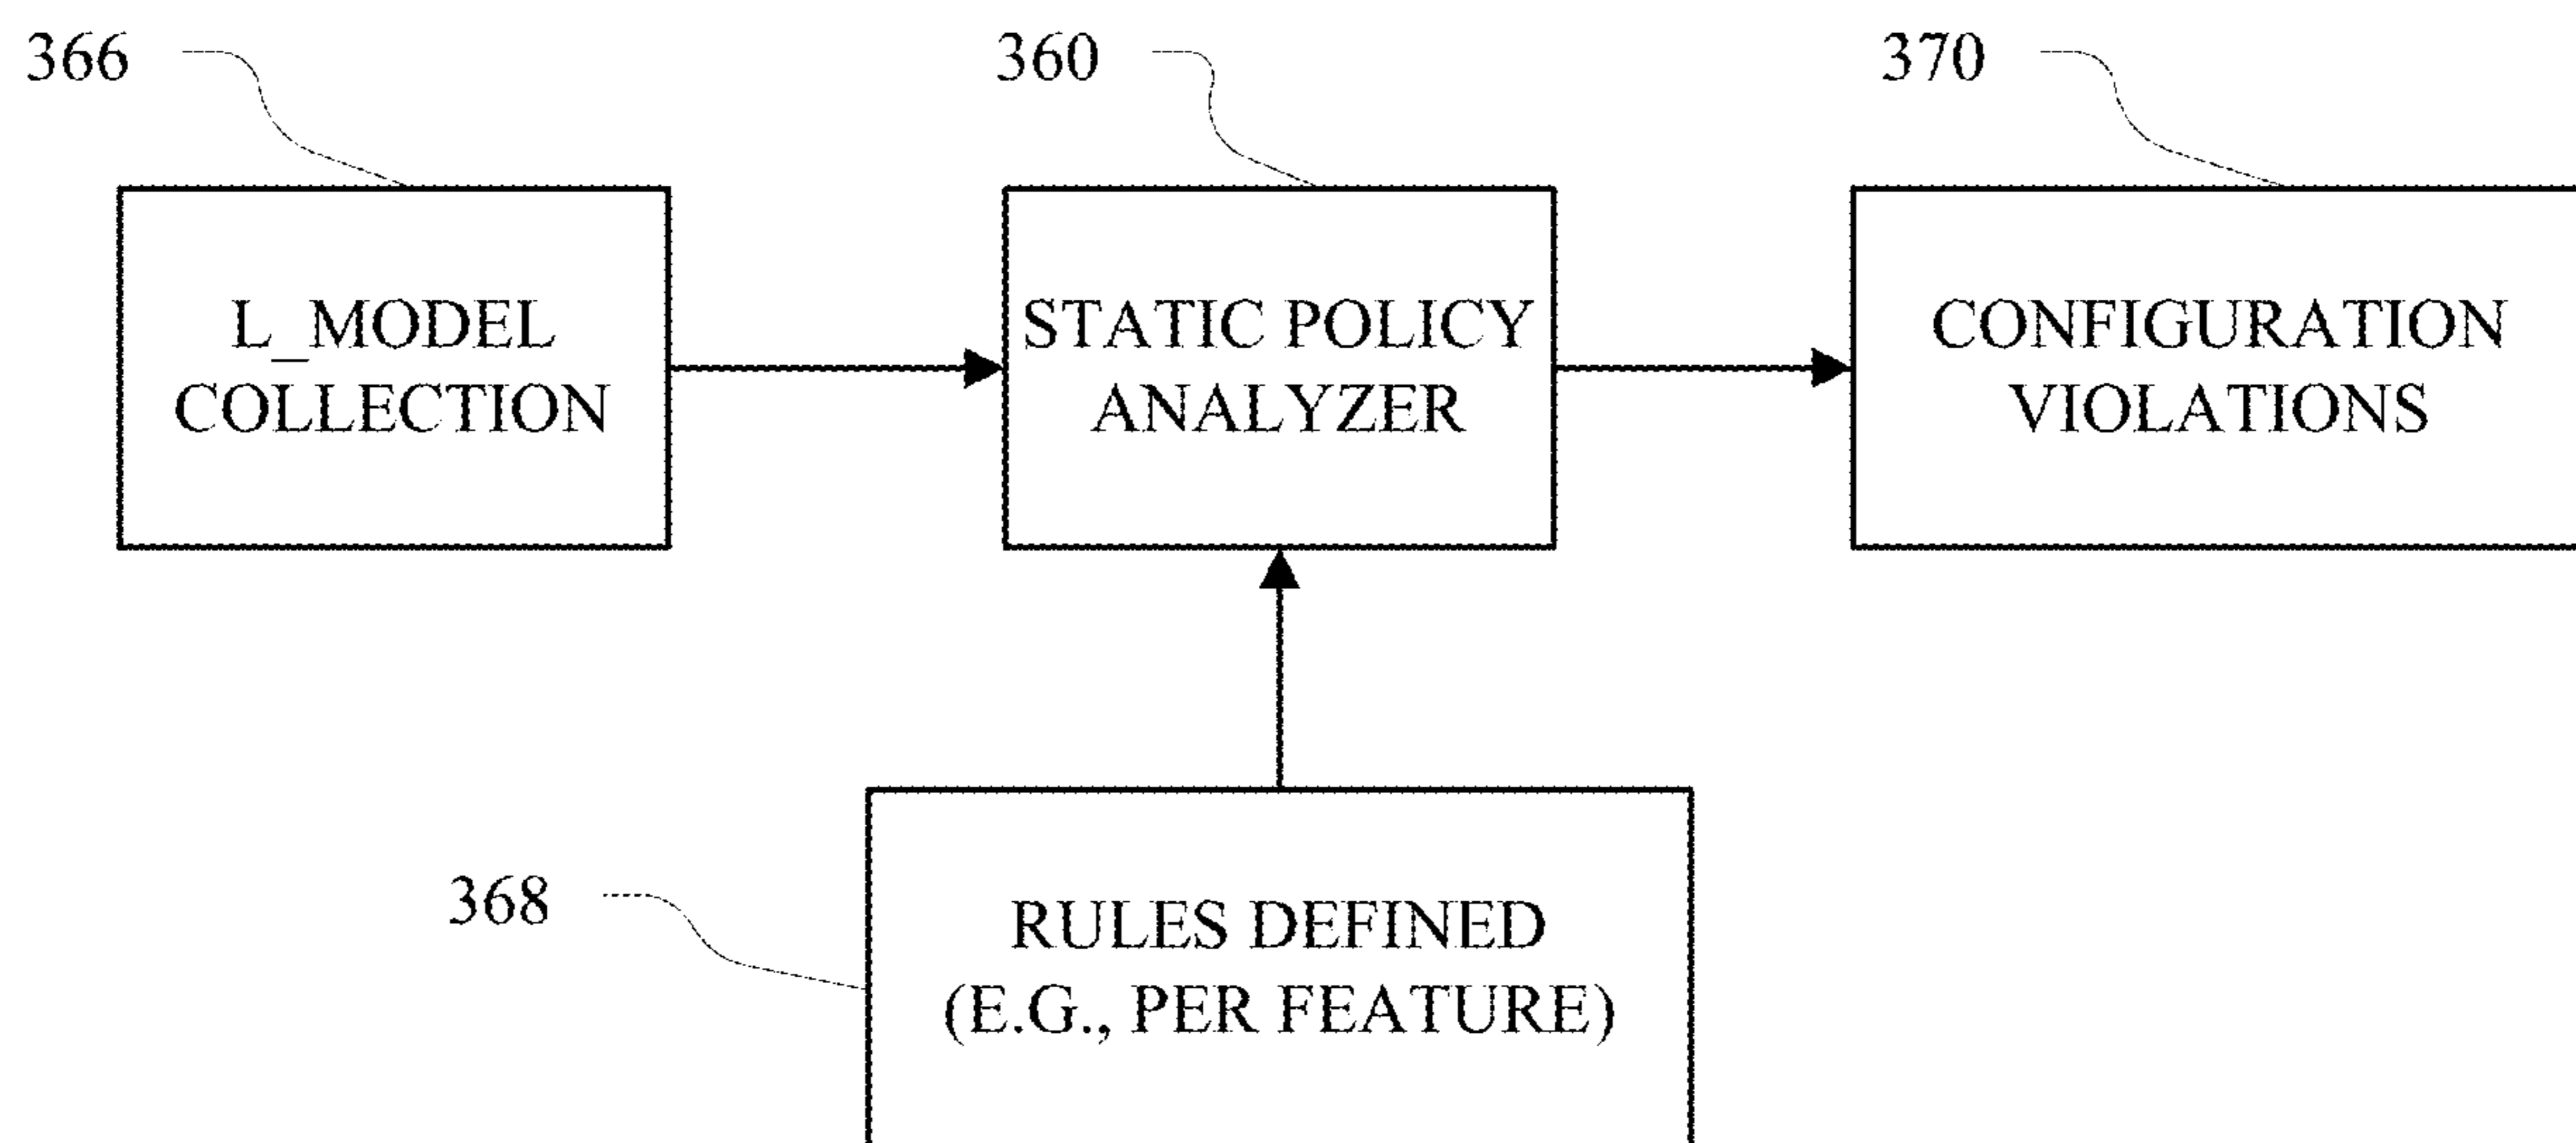 366
360
370
L_MODEL
COLLECTION
STATIC POLICY
ANALYZER
CONFIGURATION
VIOLATIONS
368
RULES DEFINED
(E.G., PER FEATURE)